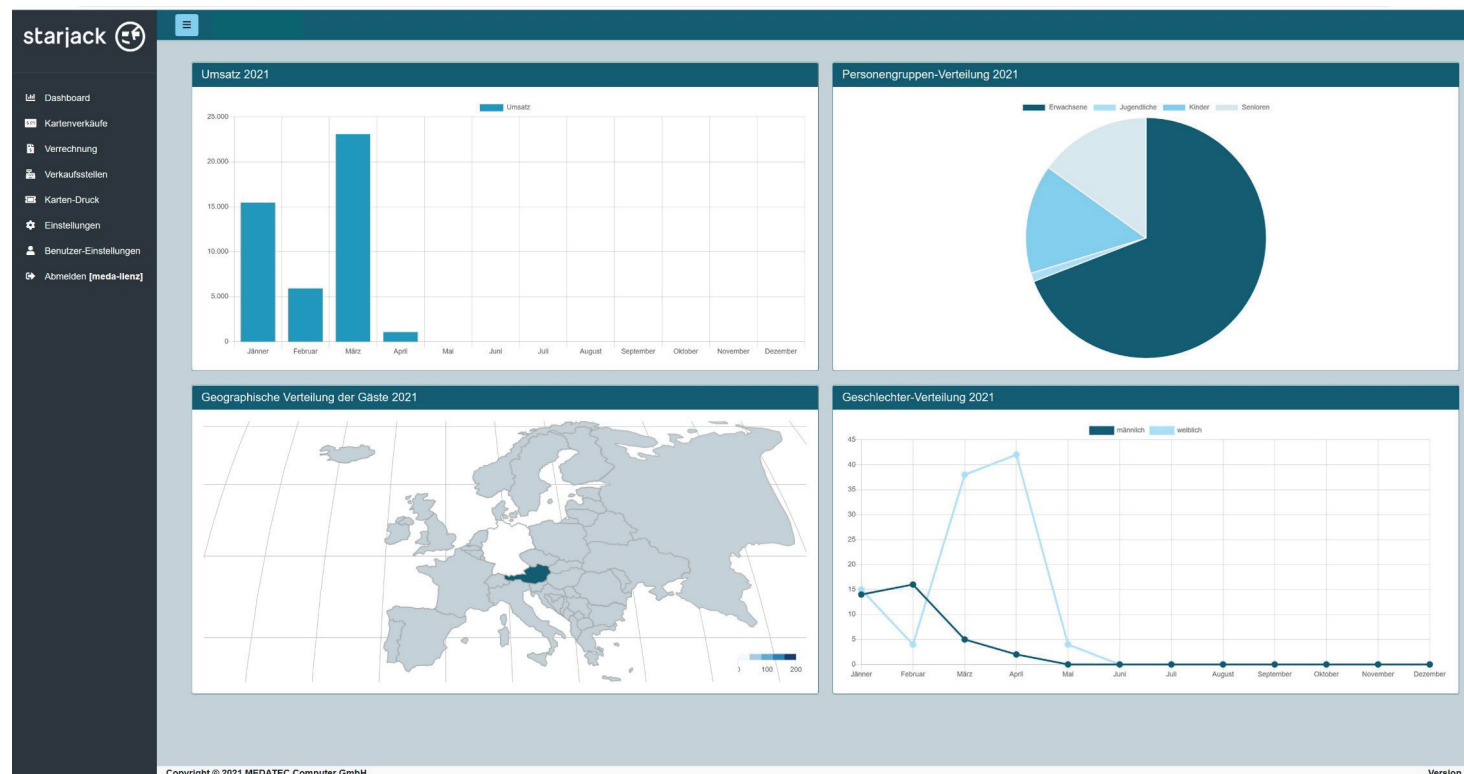 starjack
Dashboard
Kartenverkäufe
Verrechnung
Verkaufsstellen
Karten-Druck
Einstellungen
Benutzer-Einstellungen
Abmelden [meda-lienz]
Umsatz 2021
Umsatz
25.000
20.000
15.000
10.000
5.000
0
Jänner Februar März April Mai Juni Juli August September Oktober November Dezember
Personengruppen-Verteilung 2021
Erwachsene Jugendliche Kinder Senioren
Geographische Verteilung der Gäste 2021
100 200
Geschlechter-Verteilung 2021
männlich weiblich
45
40
35
30
25
20
15
10
5
0
Jänner Februar März April Mai Juni Juli August September Oktober November Dezember
Copyright © 2021 MEDATEC Computer GmbH
Version